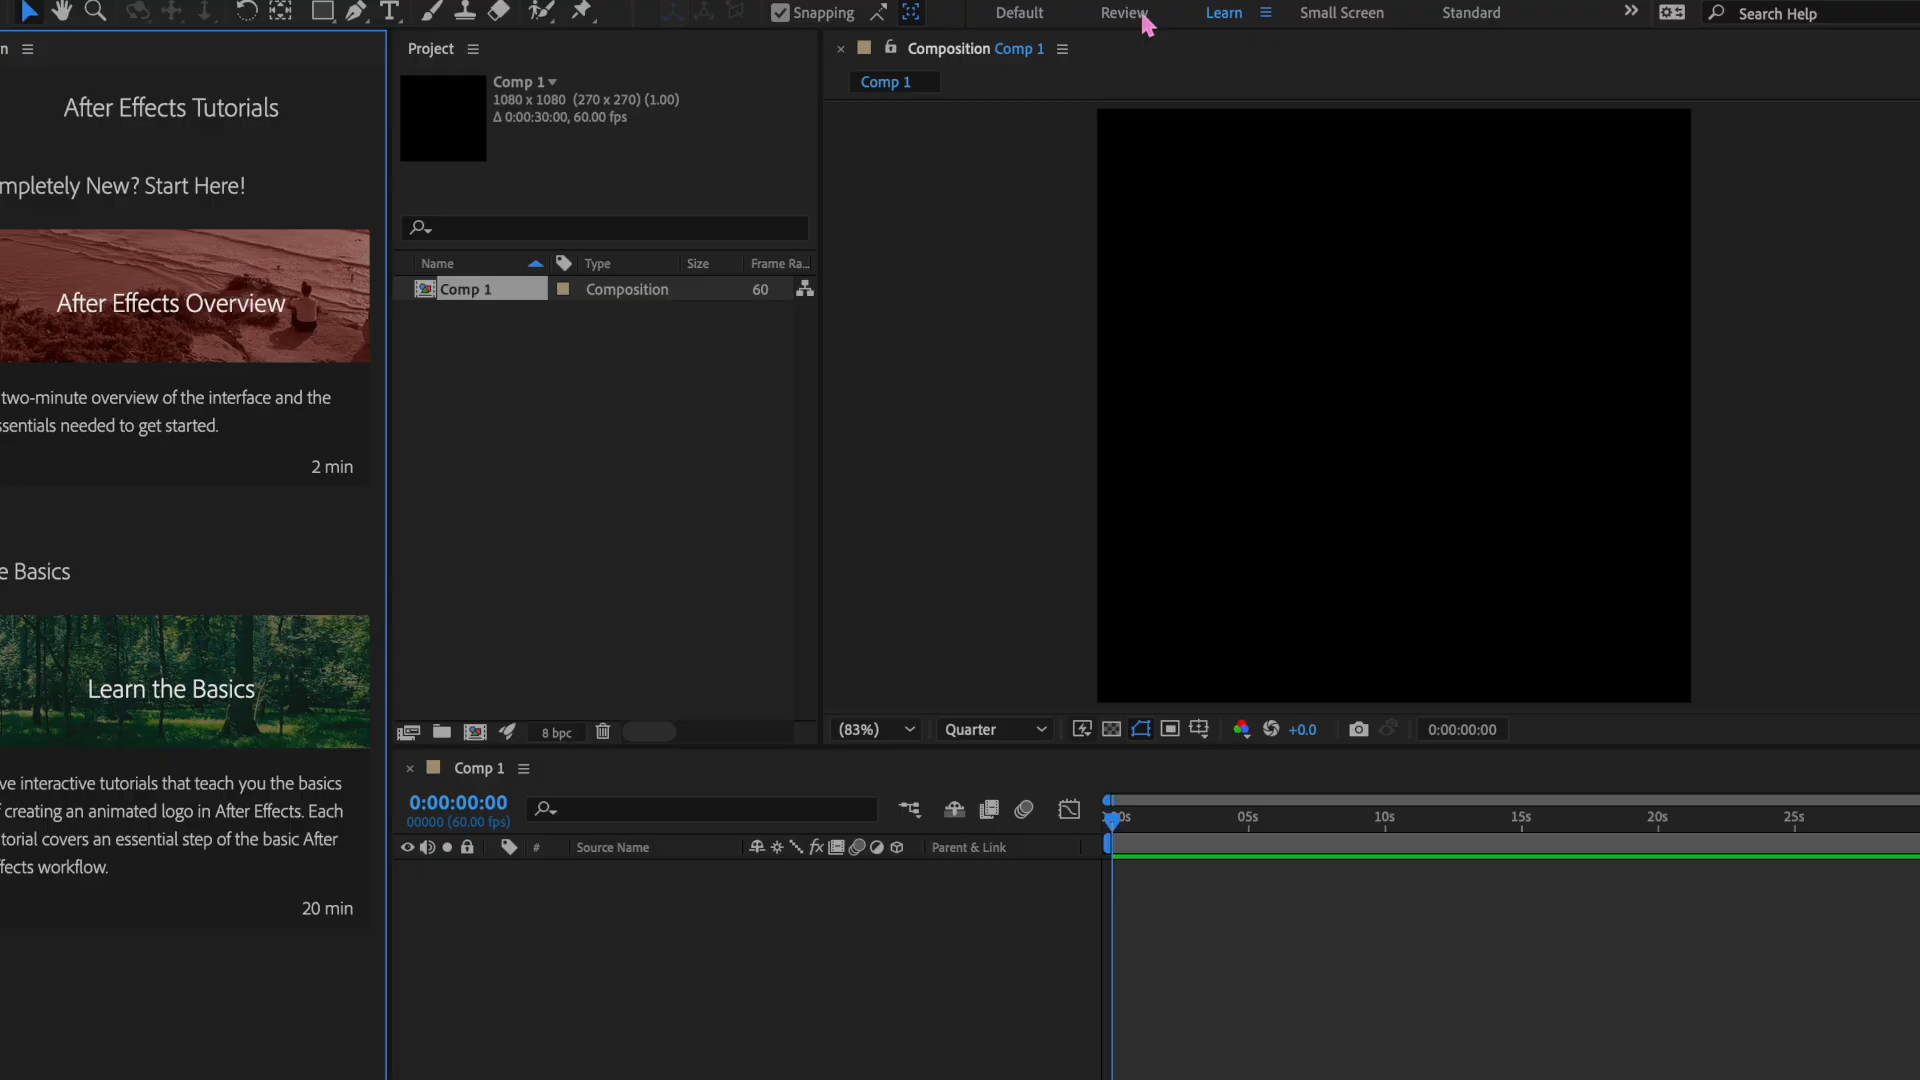 Snapping
Default
Review
Learn
Small Screen
Standard
Search Help
n
Project
Composition Comp 1
Comp 1
Comp 1
1080 x 1080 (270 x 270) (1.00)
Δ 0:00:30:00, 60.00 fps
After Effects Tutorials
mpletely New? Start Here!
After Effects Overview
two-minute overview of the interface and the
ssentials needed to get started.
2 min
e Basics
Learn the Basics
ve interactive tutorials that teach you the basics
f creating an animated logo in After Effects. Each
torial covers an essential step of the basic After
ffects workflow.
20 min
Name Type Size Frame Ra...
Comp 1 Composition 60
8 bpc
(83%) Quarter +0.0 0:00:00:00
Comp 1
0:00:00:00
00000 (60.00 fps)
# Source Name fx Parent & Link
0s 05s 10s 15s 20s 25s